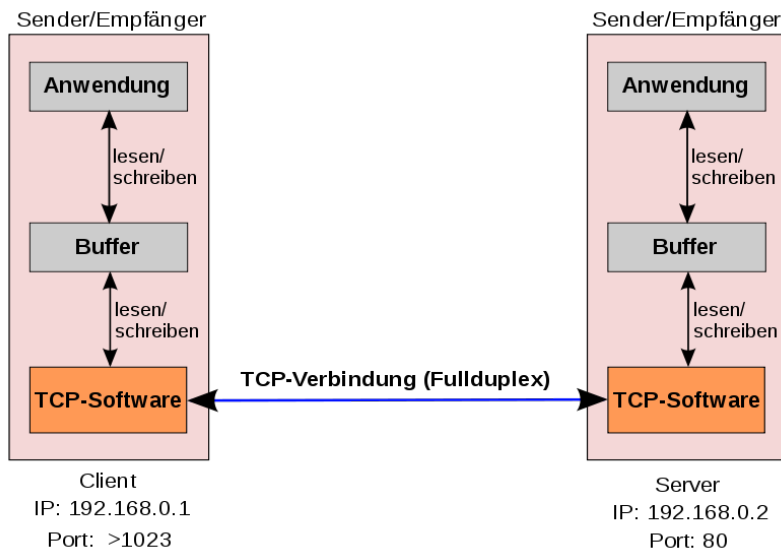 Sender/Empfänger
Anwendung
lesen/
schreiben
Buffer
lesen/
schreiben
TCP-Software
Client
IP: 192.168.0.1
Port: >1023
TCP-Verbindung (Fullduplex)
Sender/Empfänger
Anwendung
lesen/
schreiben
Buffer
lesen/
schreiben
TCP-Software
Server
IP: 192.168.0.2
Port: 80